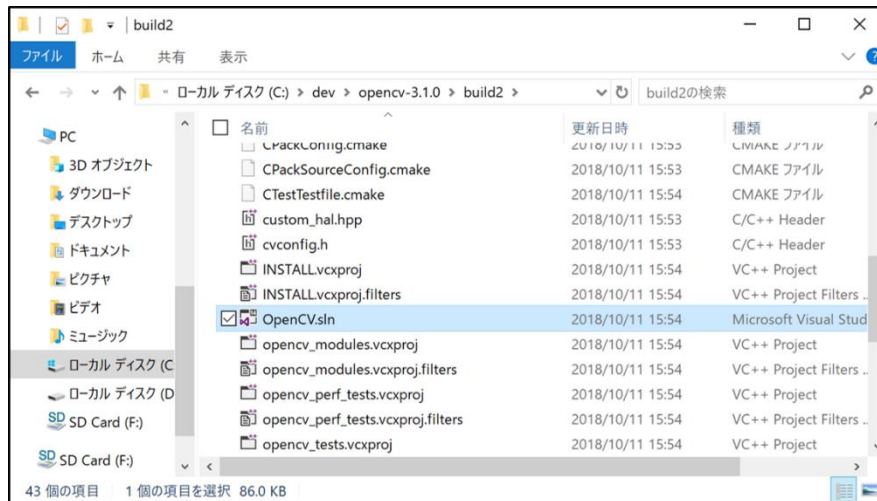 build2
ファイル ホーム 共有 表示
ローカル ディスク (C:) > dev > opencv-3.1.0 > build2 > build2の検索
PC
3D オブジェクト
ダウンロード
デスクトップ
ドキュメント
ピクチャ
ビデオ
ミュージック
ローカル ディスク (C
ローカル ディスク (D
SD Card (F:)
SD Card (F:)
名前 更新日時 種類
CPackConfig.cmake 2018/10/11 15:53 CMAKE ファイル
CPackSourceConfig.cmake 2018/10/11 15:53 CMAKE ファイル
CTestTestfile.cmake 2018/10/11 15:54 CMAKE ファイル
custom_hal.hpp 2018/10/11 15:53 C/C++ Header
cvconfig.h 2018/10/11 15:53 C/C++ Header
INSTALL.vcxproj 2018/10/11 15:54 VC++ Project
INSTALL.vcxproj.filters 2018/10/11 15:54 VC++ Project Filters ..
OpenCV.sln 2018/10/11 15:54 Microsoft Visual Stud
opencv_modules.vcxproj 2018/10/11 15:54 VC++ Project
opencv_modules.vcxproj.filters 2018/10/11 15:54 VC++ Project Filters ..
opencv_perf_tests.vcxproj 2018/10/11 15:54 VC++ Project
opencv_perf_tests.vcxproj.filters 2018/10/11 15:54 VC++ Project Filters ..
opencv_tests.vcxproj 2018/10/11 15:54 VC++ Project
43 個の項目 1 個の項目を選択 86.0 KB